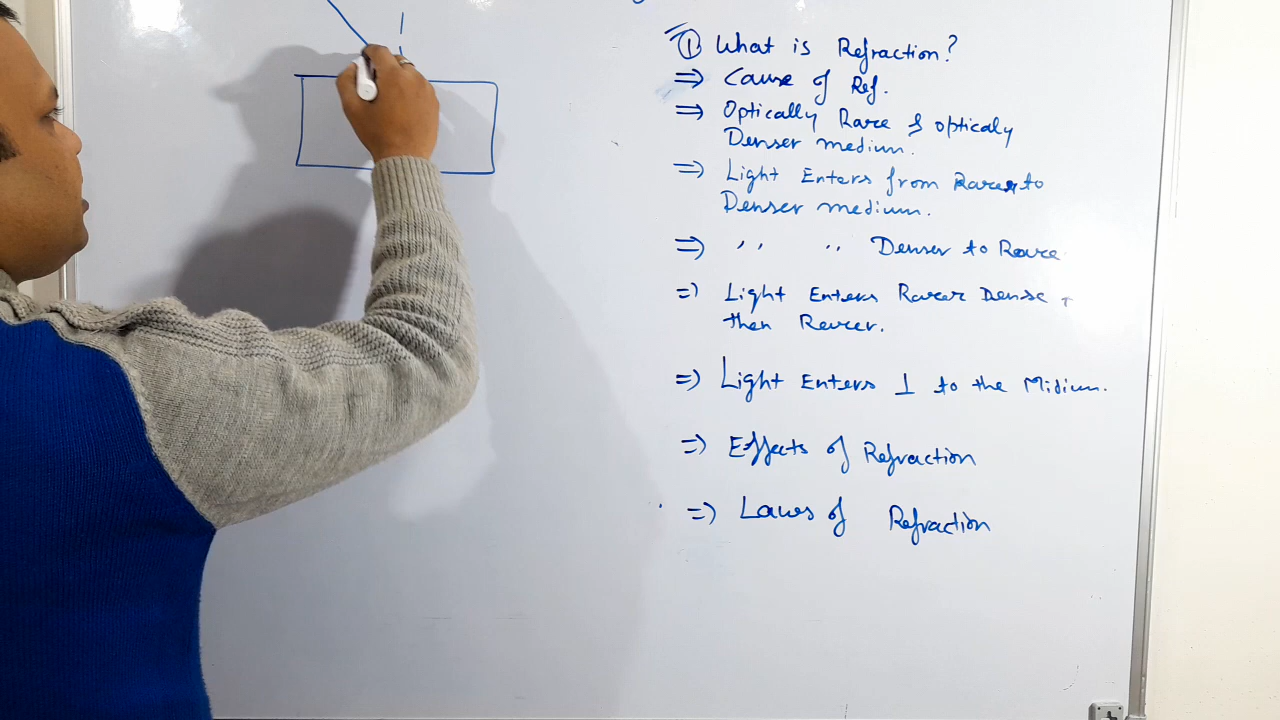 ① What is Refraction?
⇒ Cause of Ref.
⇒ Optically Rare & opticaly
Denser medium.
⇒ Light Enters from Rarer to
Denser medium.
⇒ ,, ,, Denser to Rare.
⇒ Light Enters Rarer Dense +
then Rarer.
⇒ Light Enters ⊥ to the Midium.
⇒ Effects of Refraction
⇒ Laws of Refraction